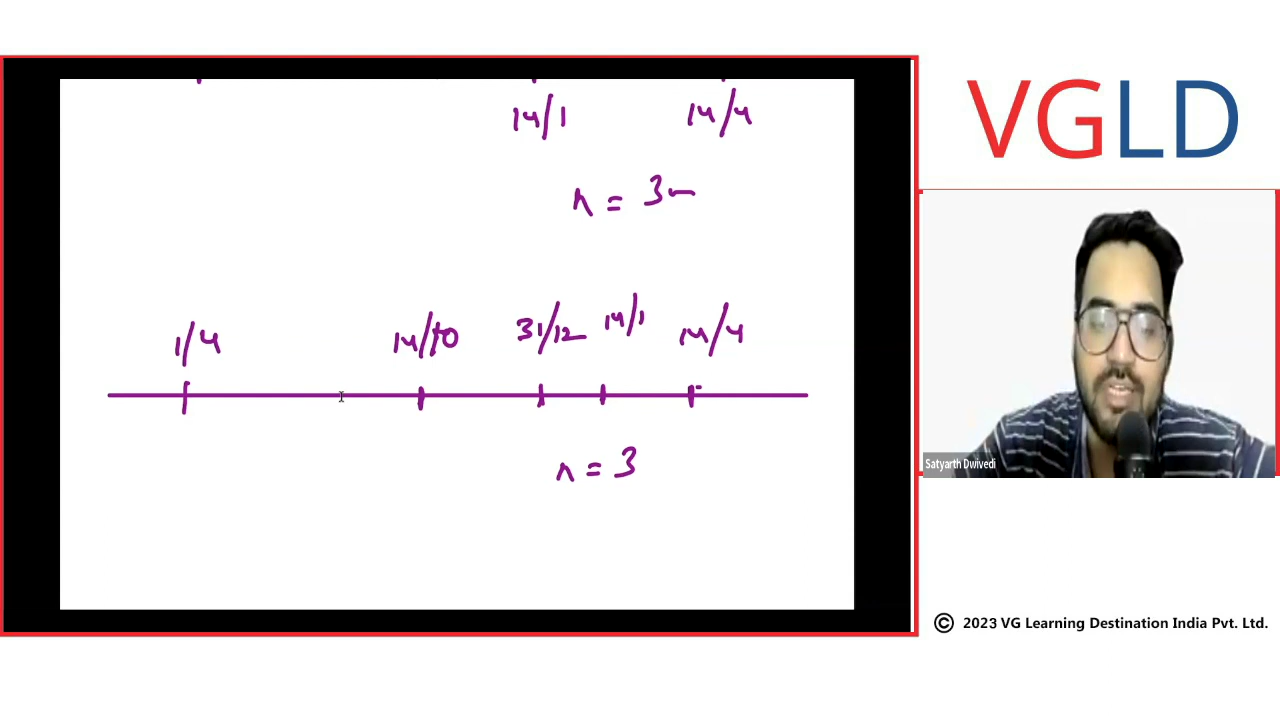 14/1 14/4
n = 3m
1/4 14/10 31/12 14/1 14/4
n = 3
VGLD
Satyarth Dwivedi
© 2023 VG Learning Destination India Pvt. Ltd.